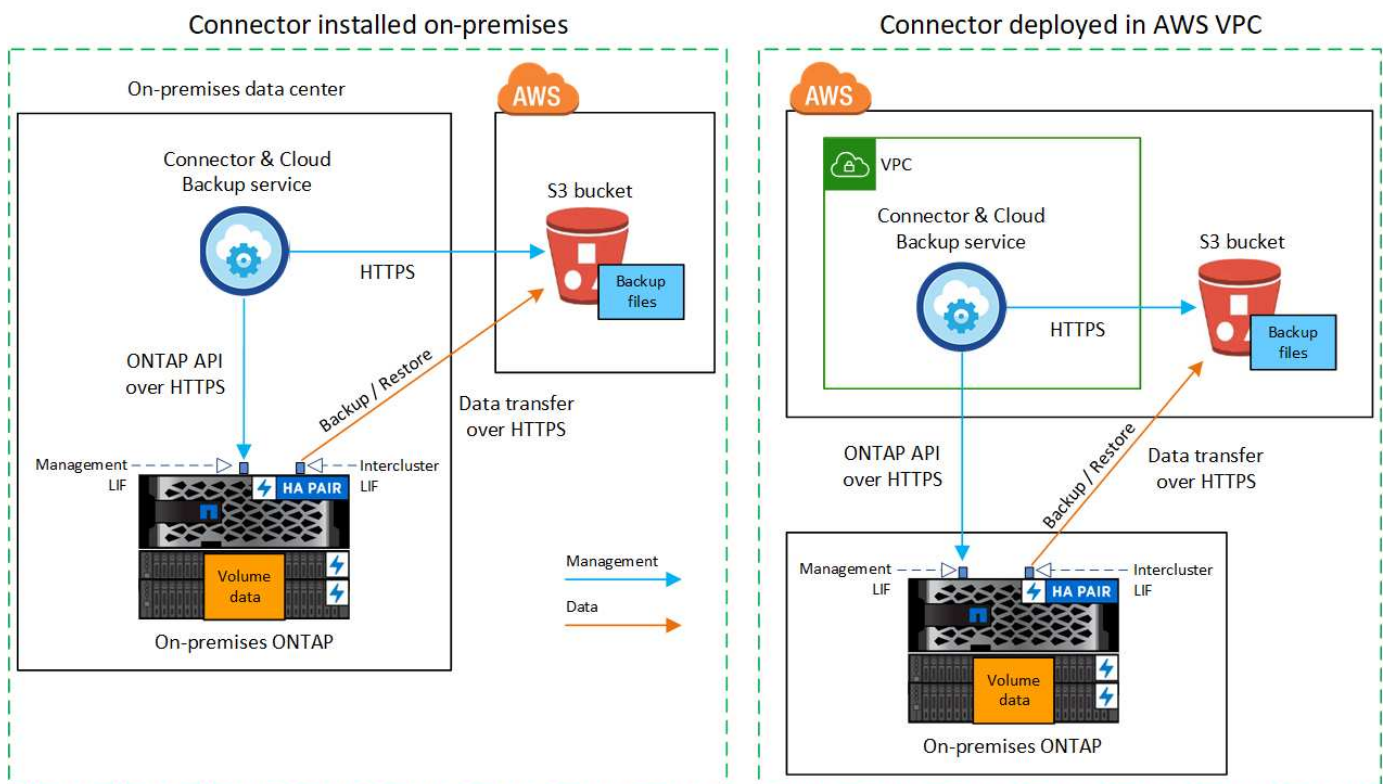 Connector installed on-premises
On-premises data center
AWS
Connector & Cloud
Backup service
S3 bucket
HTTPS
Backup
files
ONTAP API
over HTTPS
Backup / Restore
Data transfer
over HTTPS
Management
LIF
Intercluster
LIF
HA PAIR
Volume
data
On-premises ONTAP
Management
Data
Connector deployed in AWS VPC
AWS
VPC
Connector & Cloud
Backup service
S3 bucket
HTTPS
Backup
files
ONTAP API
over HTTPS
Backup / Restore
Data transfer
over HTTPS
Management
LIF
Intercluster
LIF
HA PAIR
Volume
data
On-premises ONTAP